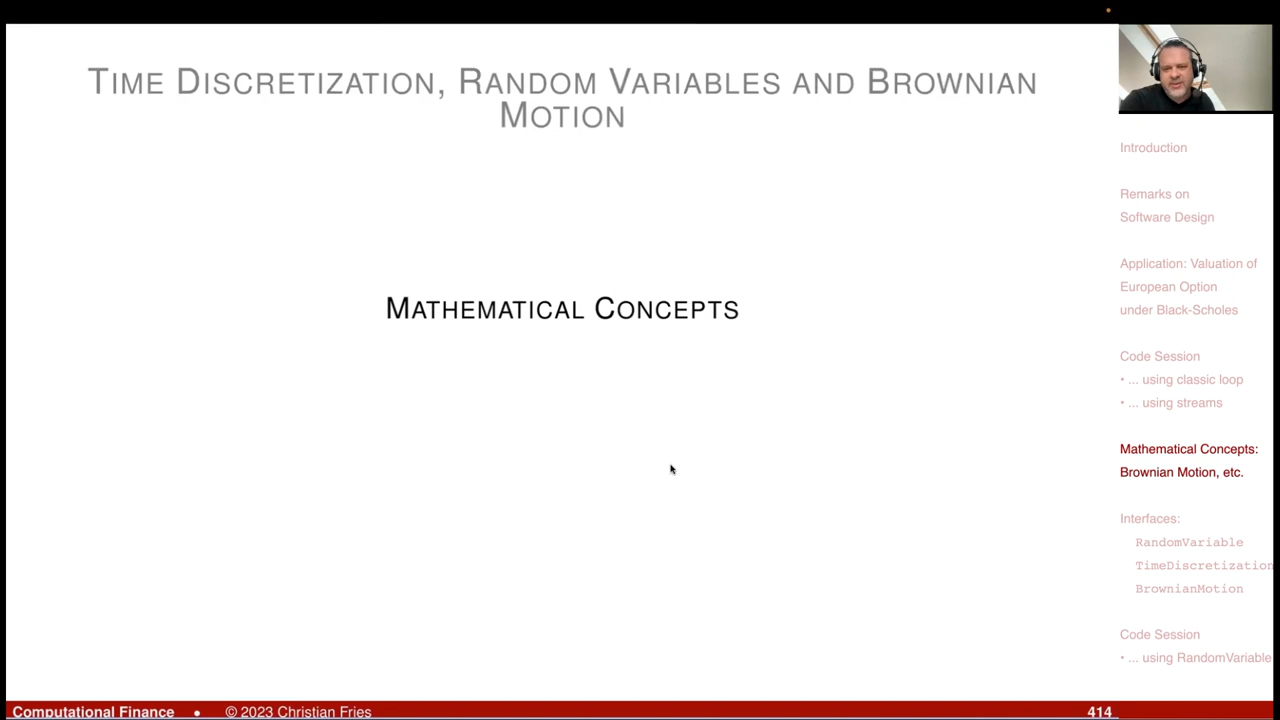 TIME DISCRETIZATION, RANDOM VARIABLES AND BROWNIAN
MOTION
MATHEMATICAL CONCEPTS
Introduction
Remarks on
Software Design
Application: Valuation of
European Option
under Black-Scholes
Code Session
• ... using classic loop
• ... using streams
Mathematical Concepts:
Brownian Motion, etc.
Interfaces:
RandomVariable
TimeDiscretization
BrownianMotion
Code Session
• ... using RandomVariable
Computational Finance • © 2023 Christian Fries 414